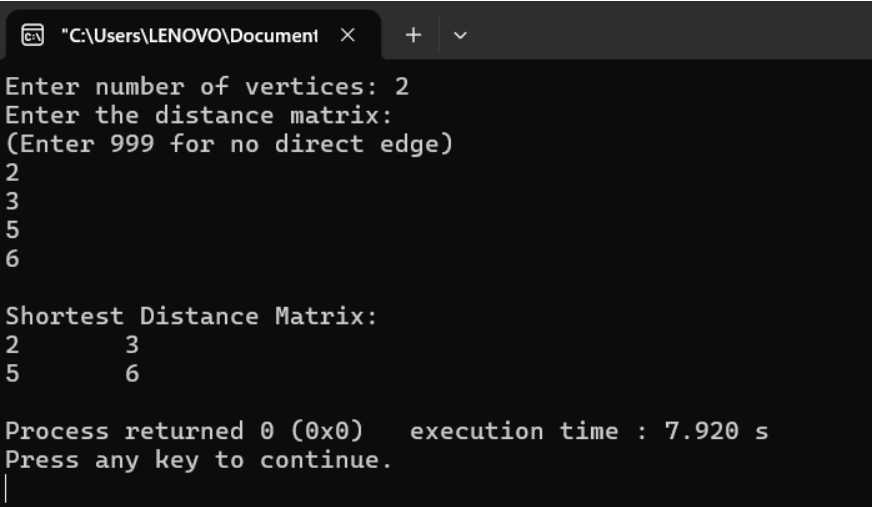 "C:\Users\LENOVO\Document
Enter number of vertices: 2
Enter the distance matrix:
(Enter 999 for no direct edge)
2
3
5
6
Shortest Distance Matrix:
2       3
5       6
Process returned 0 (0x0)   execution time : 7.920 s
Press any key to continue.